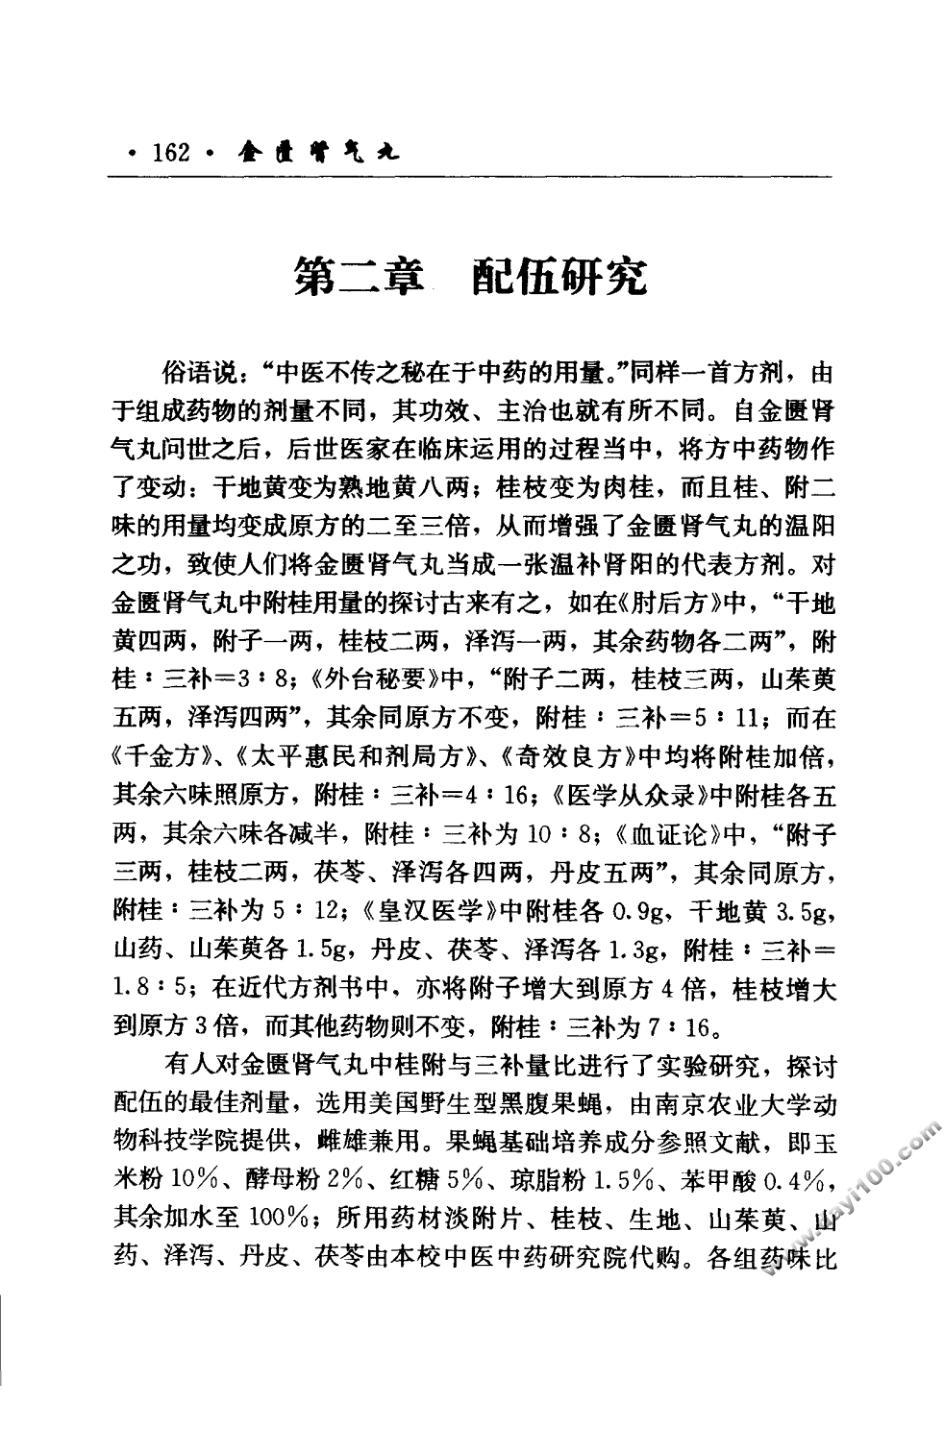 · 162 · 金匮肾气丸
第二章 配伍研究
俗语说：“中医不传之秘在于中药的用量。”同样一首方剂，由
于组成药物的剂量不同，其功效、主治也就有所不同。自金匮肾
气丸问世之后，后世医家在临床运用的过程当中，将方中药物作
了变动：干地黄变为熟地黄八两；桂枝变为肉桂，而且桂、附二
味的用量均变成原方的二至三倍，从而增强了金匮肾气丸的温阳
之功，致使人们将金匮肾气丸当成一张温补肾阳的代表方剂。对
金匮肾气丸中附桂用量的探讨古来有之，如在《肘后方》中，“干地
黄四两，附子一两，桂枝二两，泽泻一两，其余药物各二两”，附
桂：三补＝3：8；《外台秘要》中，“附子二两，桂枝三两，山茱萸
五两，泽泻四两”，其余同原方不变，附桂：三补＝5：11；而在
《千金方》、《太平惠民和剂局方》、《奇效良方》中均将附桂加倍，
其余六味照原方，附桂：三补＝4：16；《医学从众录》中附桂各五
两，其余六味各减半，附桂：三补为 10：8；《血证论》中，“附子
三两，桂枝二两，茯苓、泽泻各四两，丹皮五两”，其余同原方，
附桂：三补为 5：12；《皇汉医学》中附桂各 0.9g，干地黄 3.5g，
山药、山茱萸各 1.5g，丹皮、茯苓、泽泻各 1.3g，附桂：三补＝
1.8：5；在近代方剂书中，亦将附子增大到原方 4 倍，桂枝增大
到原方 3 倍，而其他药物则不变，附桂：三补为 7：16。
有人对金匮肾气丸中桂附与三补量比进行了实验研究，探讨
配伍的最佳剂量，选用美国野生型黑腹果蝇，由南京农业大学动
物科技学院提供，雌雄兼用。果蝇基础培养成分参照文献，即玉
米粉 10%、酵母粉 2%、红糖 5%、琼脂粉 1.5%、苯甲酸 0.4%，
其余加水至 100%；所用药材淡附片、桂枝、生地、山茱萸、山
药、泽泻、丹皮、茯苓由本校中医中药研究院代购。各组药味比
www.dayi100.com